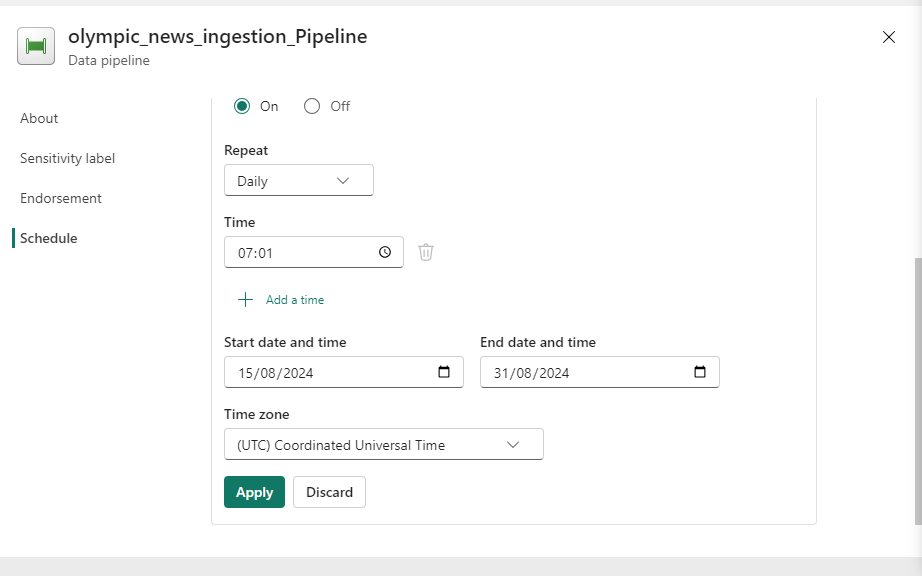 olympic_news_ingestion_Pipeline
Data pipeline
About
Sensitivity label
Endorsement
Schedule
On Off
Repeat
Daily
Time
07:01
Add a time
Start date and time End date and time
15/08/2024 31/08/2024
Time zone
(UTC) Coordinated Universal Time
Apply Discard